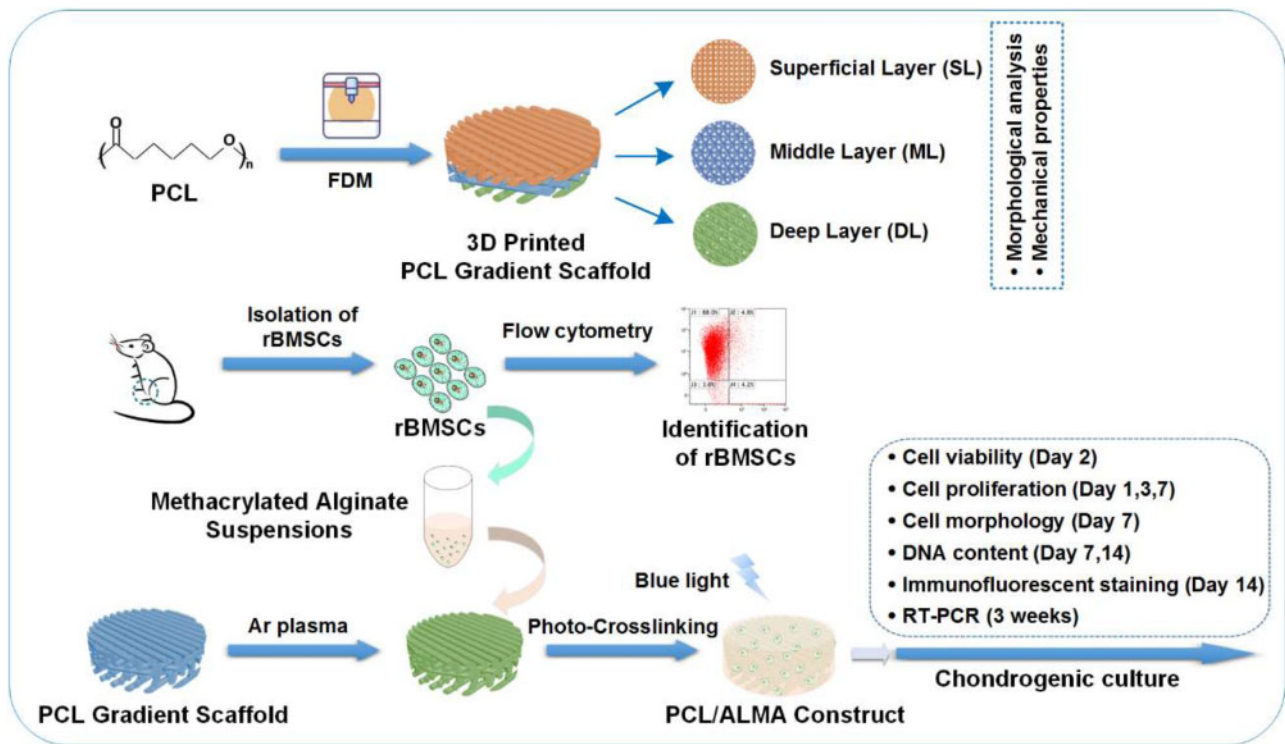 O
O
n
PCL
FDM
3D Printed
PCL Gradient Scaffold
Superficial Layer (SL)
Middle Layer (ML)
Deep Layer (DL)
• Morphological analysis
• Mechanical properties
Isolation of
rBMSCs
rBMSCs
Flow cytometry
Identification
of rBMSCs
Methacrylated Alginate
Suspensions
PCL Gradient Scaffold
Ar plasma
Photo-Crosslinking
Blue light
PCL/ALMA Construct
• Cell viability (Day 2)
• Cell proliferation (Day 1,3,7)
• Cell morphology (Day 7)
• DNA content (Day 7,14)
• Immunofluorescent staining (Day 14)
• RT-PCR (3 weeks)
Chondrogenic culture